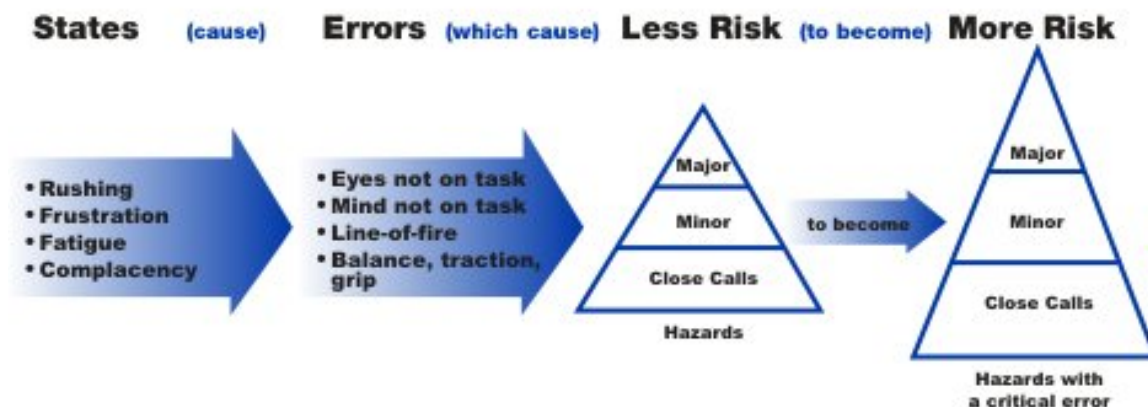 States (cause) Errors (which cause) Less Risk (to become) More Risk
• Rushing
• Frustration
• Fatigue
• Complacency
• Eyes not on task
• Mind not on task
• Line-of-fire
• Balance, traction,
grip
Major
Minor
Close Calls
Hazards
to become
Major
Minor
Close Calls
Hazards with
a critical error